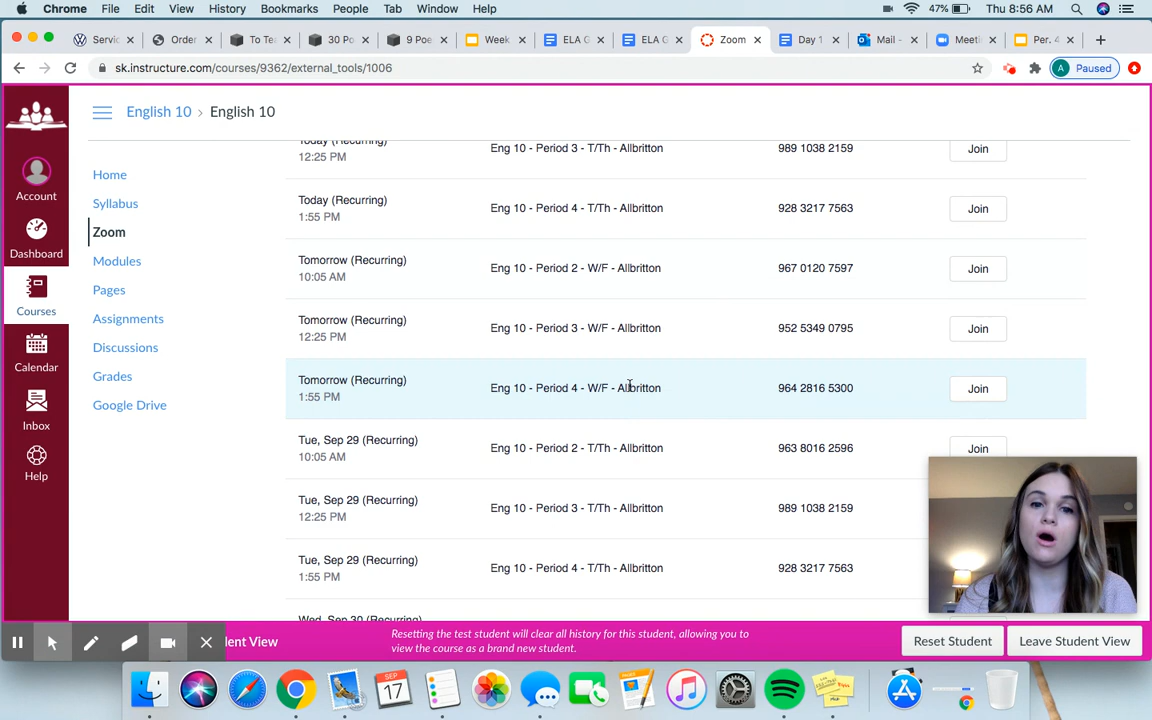 Chrome File Edit View History Bookmarks People Tab Window Help 47% Thu 8:56 AM
Servic Order To Tea 30 Po 9 Poe Week ELA G ELA G Zoom Day 1 Mail - Meeti Per. 4
sk.instructure.com/courses/9362/external_tools/1006 A Paused
English 10 › English 10
Account
Dashboard
Courses
Calendar
Inbox
Help
Home
Syllabus
Zoom
Modules
Pages
Assignments
Discussions
Grades
Google Drive
Today (Recurring) Eng 10 - Period 3 - T/Th - Allbritton 989 1038 2159 Join
12:25 PM
Today (Recurring) Eng 10 - Period 4 - T/Th - Allbritton 928 3217 7563 Join
1:55 PM
Tomorrow (Recurring) Eng 10 - Period 2 - W/F - Allbritton 967 0120 7597 Join
10:05 AM
Tomorrow (Recurring) Eng 10 - Period 3 - W/F - Allbritton 952 5349 0795 Join
12:25 PM
Tomorrow (Recurring) Eng 10 - Period 4 - W/F - Allbritton 964 2816 5300 Join
1:55 PM
Tue, Sep 29 (Recurring) Eng 10 - Period 2 - T/Th - Allbritton 963 8016 2596 Join
10:05 AM
Tue, Sep 29 (Recurring) Eng 10 - Period 3 - T/Th - Allbritton 989 1038 2159
12:25 PM
Tue, Sep 29 (Recurring) Eng 10 - Period 4 - T/Th - Allbritton 928 3217 7563
1:55 PM
Wed, Sep 30 (Recurring)
dent View
Resetting the test student will clear all history for this student, allowing you to
view the course as a brand new student.
Reset Student Leave Student View
SEP
17